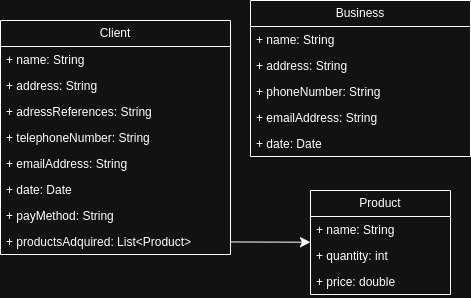 Client
+ name: String
+ address: String
+ adressReferences: String
+ telephoneNumber: String
+ emailAddress: String
+ date: Date
+ payMethod: String
+ productsAdquired: List<Product>
Business
+ name: String
+ address: String
+ phoneNumber: String
+ emailAddress: String
+ date: Date
Product
+ name: String
+ quantity: int
+ price: double